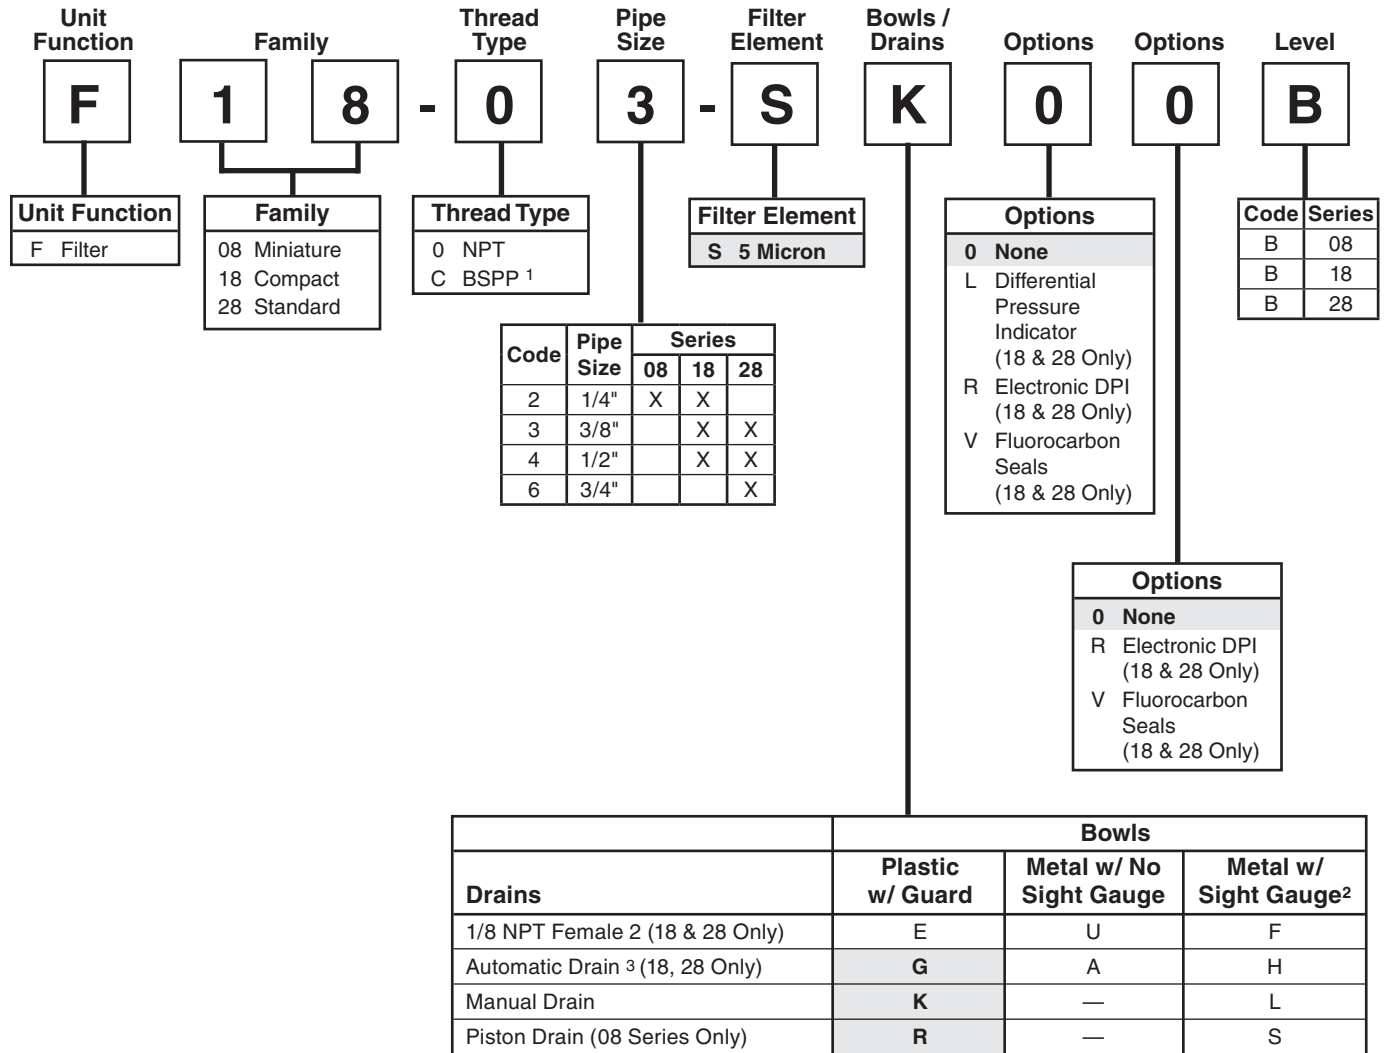 Unit Function
Family
Thread Type
Pipe Size
Filter Element
Bowls / Drains
Options
Options
Level
F 1 8 - 0 3 - S K 0 0 B
Unit Function
F Filter
Family
08 Miniature
18 Compact
28 Standard
Thread Type
0 NPT
C BSPP 1
Filter Element
S 5 Micron
Options
0 None
L Differential
Pressure
Indicator
(18 & 28 Only)
R Electronic DPI
(18 & 28 Only)
V Fluorocarbon
Seals
(18 & 28 Only)
Code Series
B 08
B 18
B 28
Code Pipe Size Series
08 18 28
2 1/4" X X
3 3/8" X X
4 1/2" X X
6 3/4" X
Options
0 None
R Electronic DPI
(18 & 28 Only)
V Fluorocarbon
Seals
(18 & 28 Only)
Bowls
Drains Plastic w/ Guard Metal w/ No Sight Gauge Metal w/ Sight Gauge2
1/8 NPT Female 2 (18 & 28 Only) E U F
Automatic Drain 3 (18, 28 Only) G A H
Manual Drain K — L
Piston Drain (08 Series Only) R — S